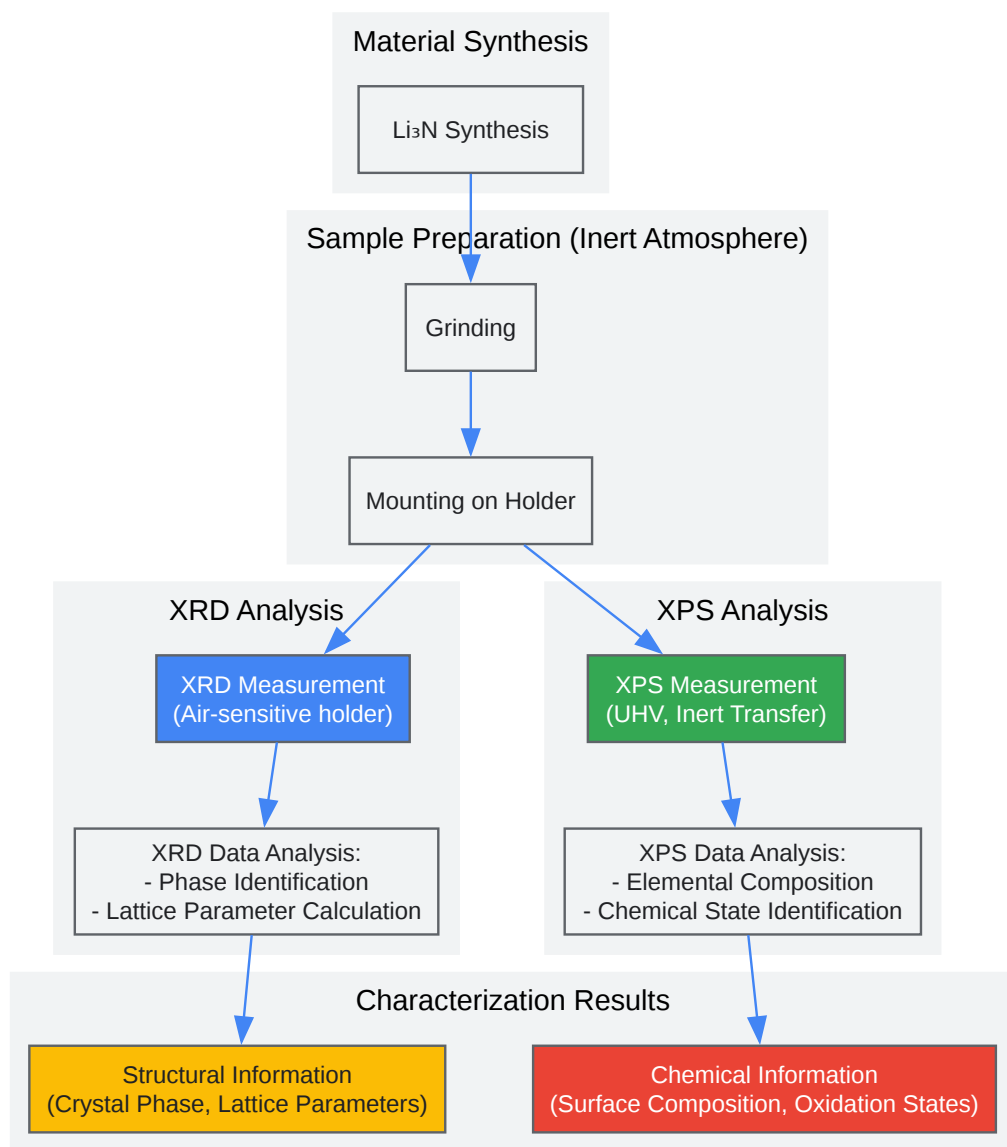 Material Synthesis
Li₃N Synthesis
Sample Preparation (Inert Atmosphere)
Grinding
Mounting on Holder
XRD Analysis
XRD Measurement
(Air-sensitive holder)
XRD Data Analysis:
- Phase Identification
- Lattice Parameter Calculation
XPS Analysis
XPS Measurement
(UHV, Inert Transfer)
XPS Data Analysis:
- Elemental Composition
- Chemical State Identification
Characterization Results
Structural Information
(Crystal Phase, Lattice Parameters)
Chemical Information
(Surface Composition, Oxidation States)